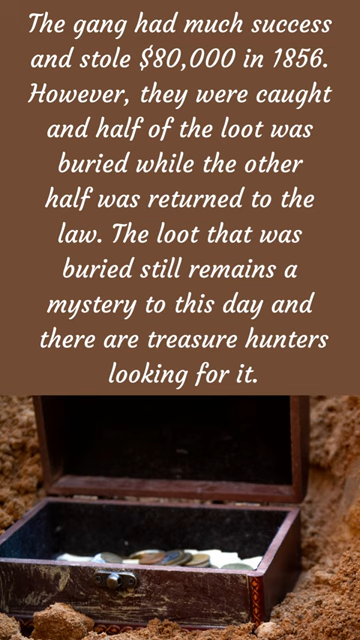 The gang had much success
and stole $80,000 in 1856.
However, they were caught
and half of the loot was
buried while the other
half was returned to the
law. The loot that was
buried still remains a
mystery to this day and
there are treasure hunters
looking for it.